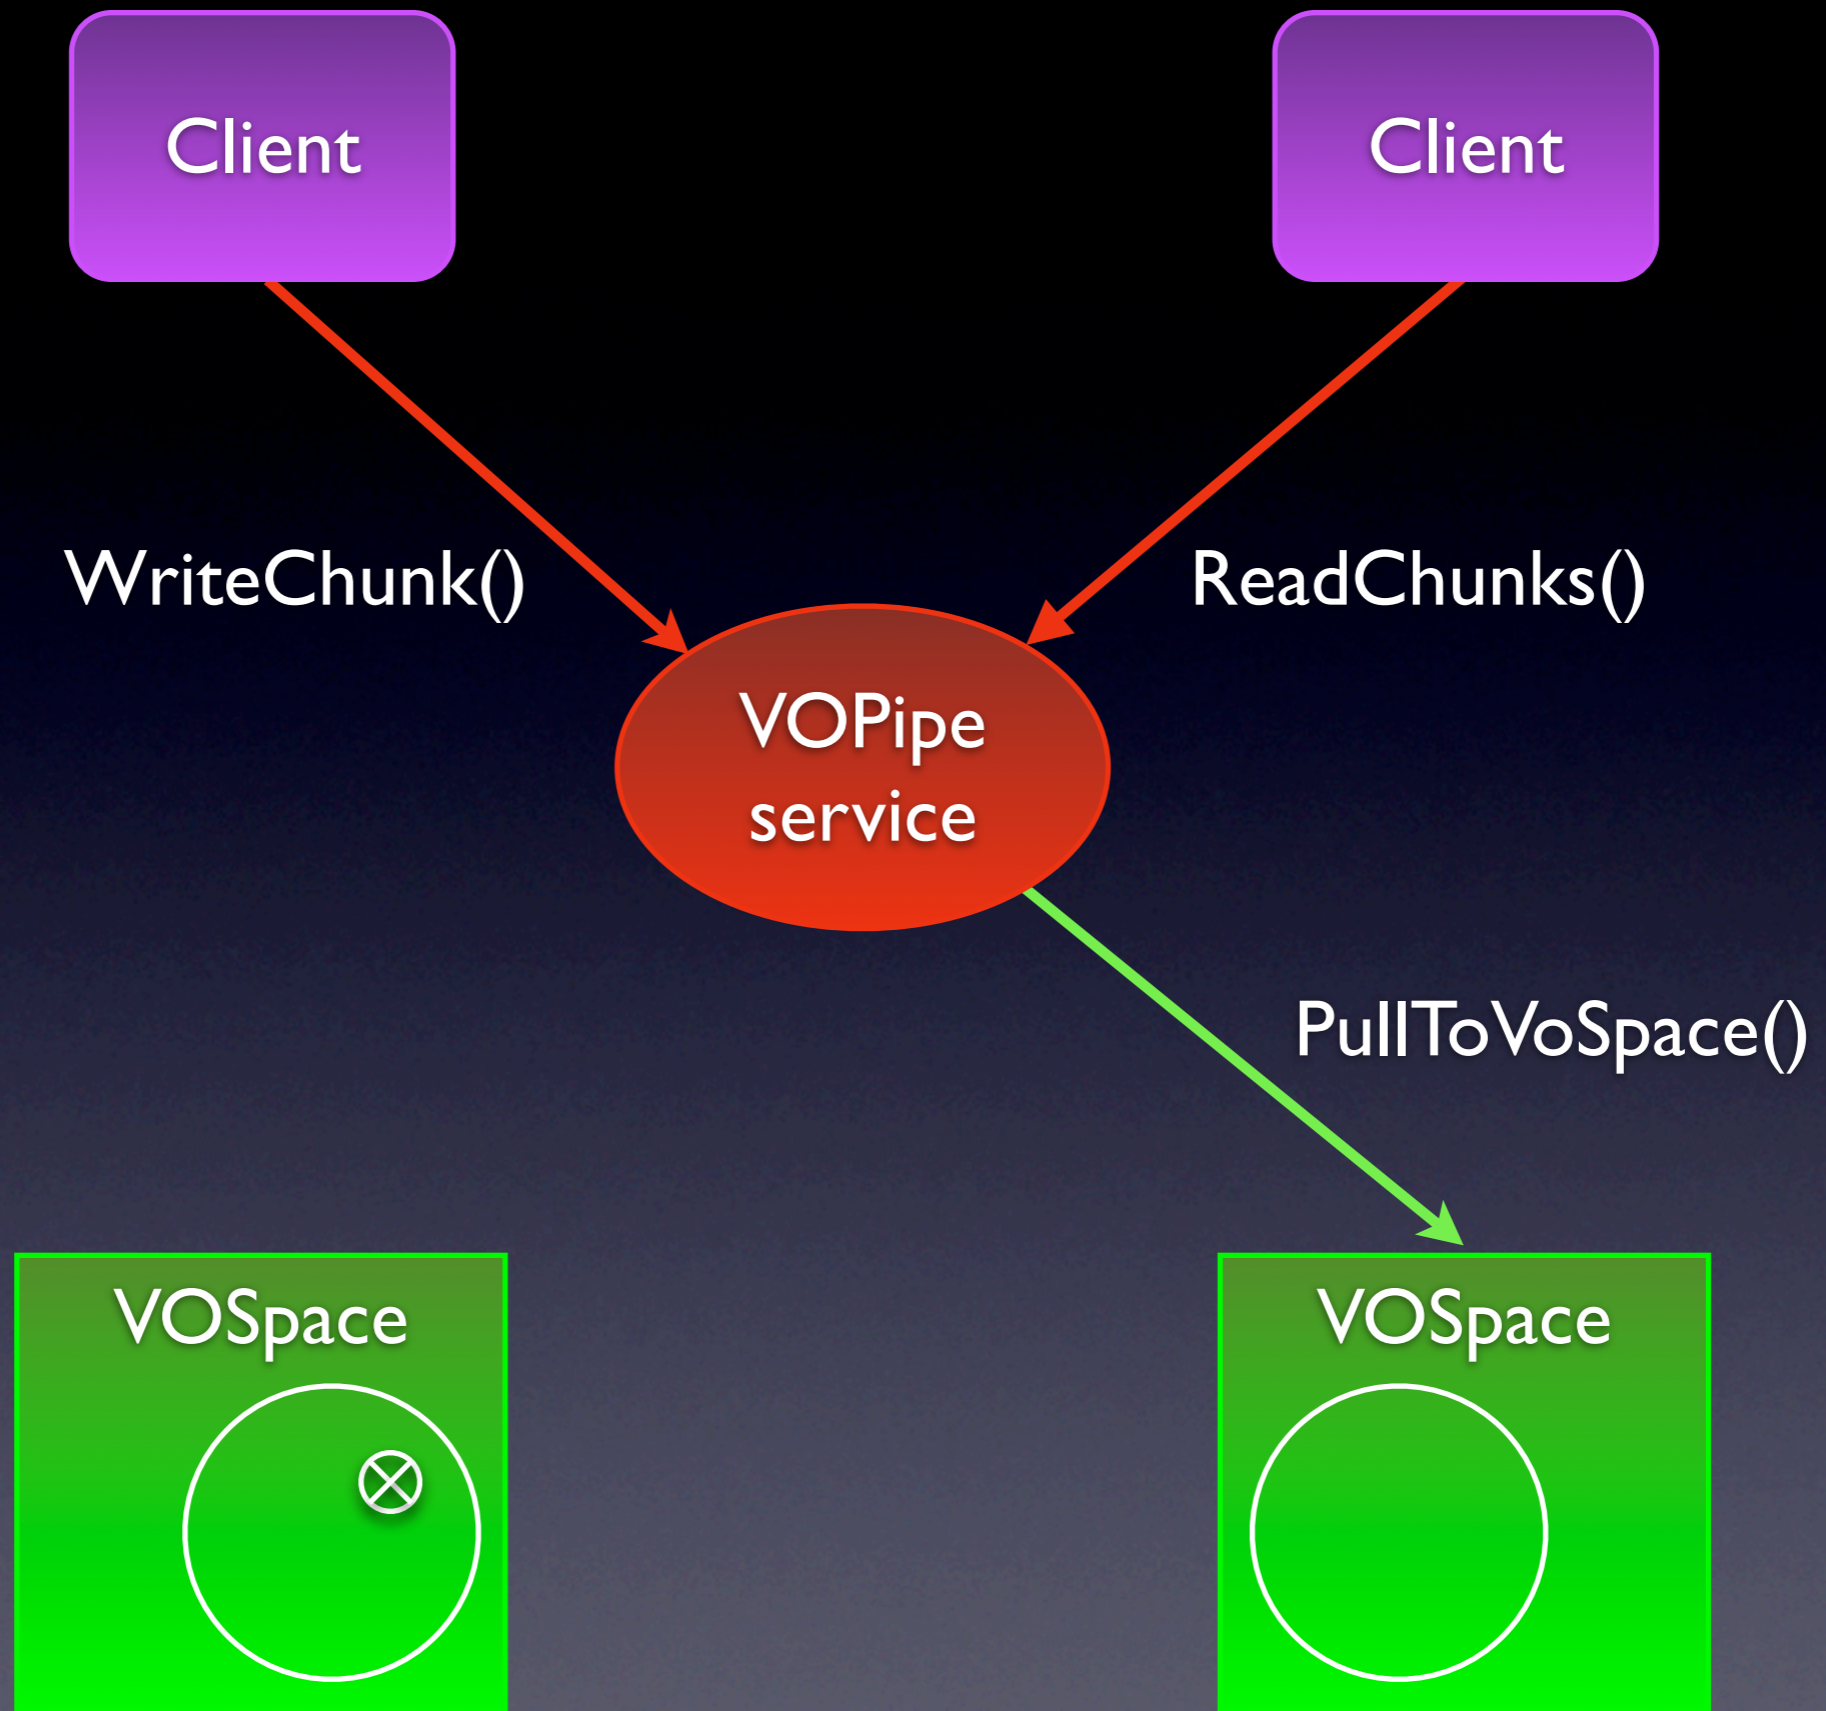 Client
Client
WriteChunk()
ReadChunks()
VOPipe
service
PullToVoSpace()
VOSpace
VOSpace